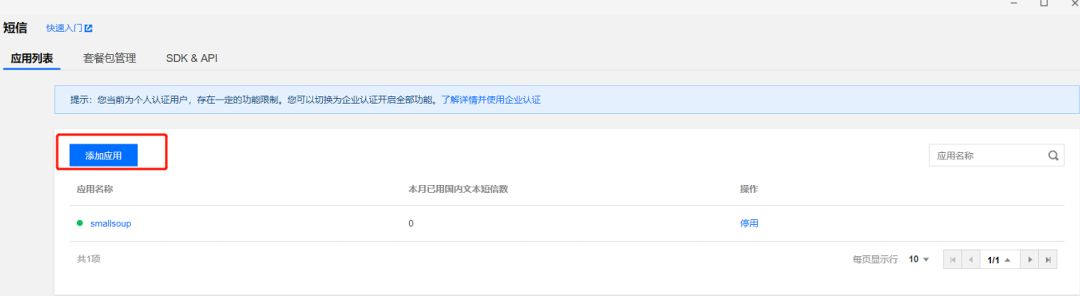 短信 快速入门
应用列表 套餐包管理 SDK & API
提示：您当前为个人认证用户，存在一定的功能限制。您可以切换为企业认证开启全部功能。了解详情并使用企业认证
添加应用 应用名称
应用名称 本月已用国内文本短信数 操作
smallsoup 0 停用
共1项 每页显示行 10 1/1